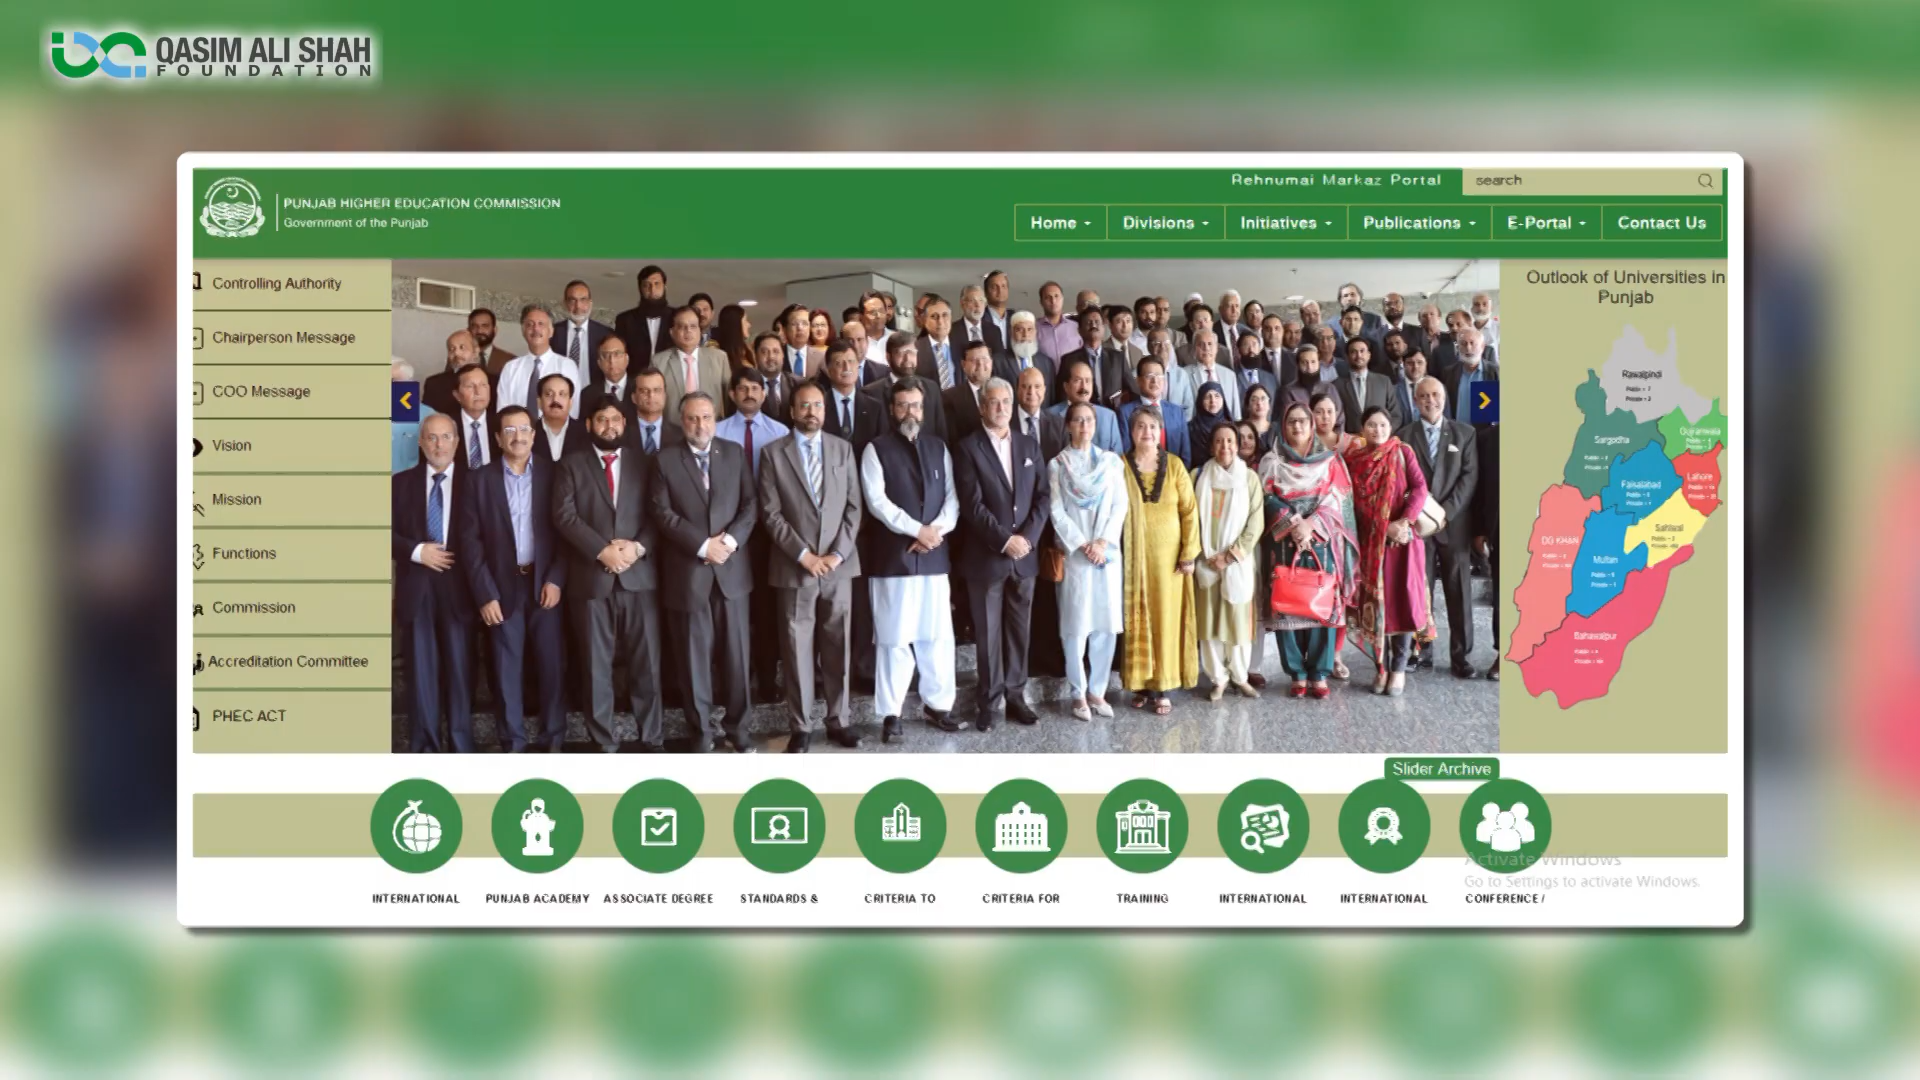 QASIM ALI SHAH
FOUNDATION
PUNJAB HIGHER EDUCATION COMMISSION
Government of the Punjab
Rehnumai Markaz Portal
search
Home
Divisions
Initiatives
Publications
E-Portal
Contact Us
Controlling Authority
Chairperson Message
COO Message
Vision
Mission
Functions
Commission
Accreditation Committee
PHEC ACT
Outlook of Universities in
Punjab
Rawalpindi
Sargodha
Gujranwala
Faisalabad
Lahore
Sahiwal
DG KHAN
Multan
Bahawalpur
Slider Archive
INTERNATIONAL
PUNJAB ACADEMY
ASSOCIATE DEGREE
STANDARDS &
CRITERIA TO
CRITERIA FOR
TRAINING
INTERNATIONAL
INTERNATIONAL
CONFERENCE /
Activate Windows
Go to Settings to activate Windows.